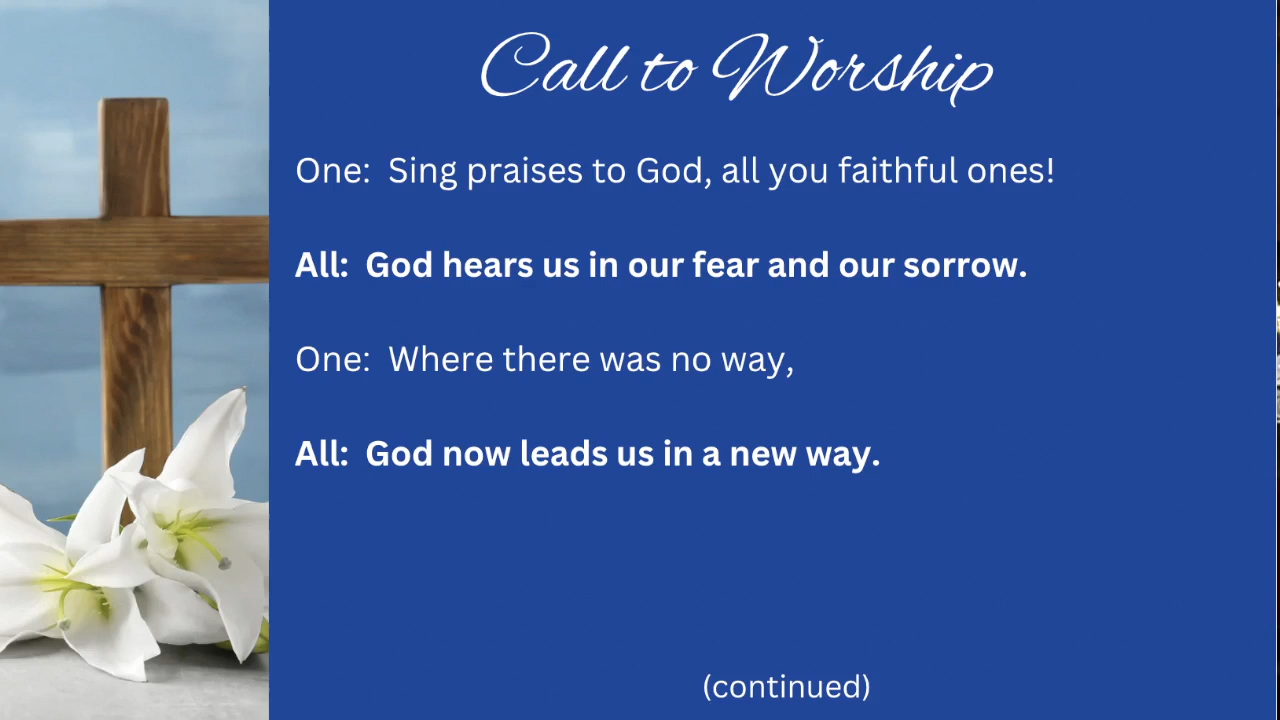 Call to Worship
One: Sing praises to God, all you faithful ones!
All: God hears us in our fear and our sorrow.
One: Where there was no way,
All: God now leads us in a new way.
(continued)